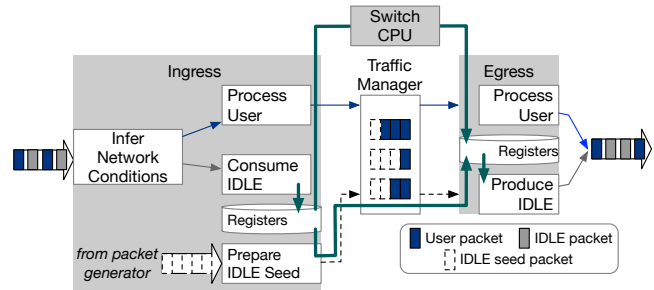 Switch
CPU
Ingress
Traffic
Manager
Egress
Process
User
Process
User
Infer
Network
Conditions
Consume
IDLE
Registers
Registers
Produce
IDLE
from packet
generator
Prepare
IDLE Seed
User packet
IDLE packet
IDLE seed packet